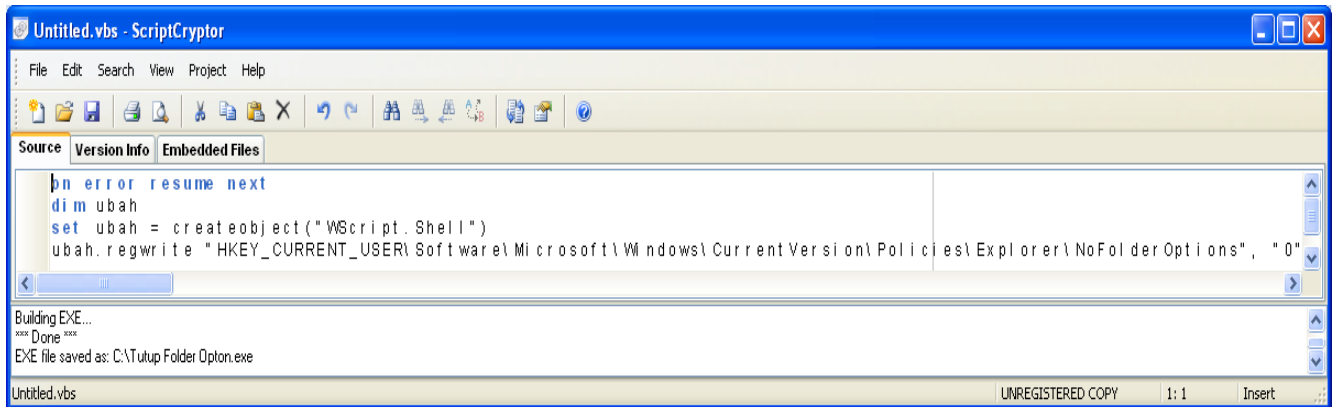 Untitled.vbs - ScriptCryptor
File Edit Search View Project Help
Source Version Info Embedded Files
on error resume next
dim ubah
set ubah = createobject("WScript.Shell")
ubah.regwrite "HKEY_CURRENT_USER\Software\Microsoft\Windows\CurrentVersion\Policies\Explorer\NoFolderOptions", "0"
Building EXE...
*** Done ***
EXE file saved as: C:\Tutup Folder Opton.exe
Untitled.vbs UNREGISTERED COPY 1: 1 Insert